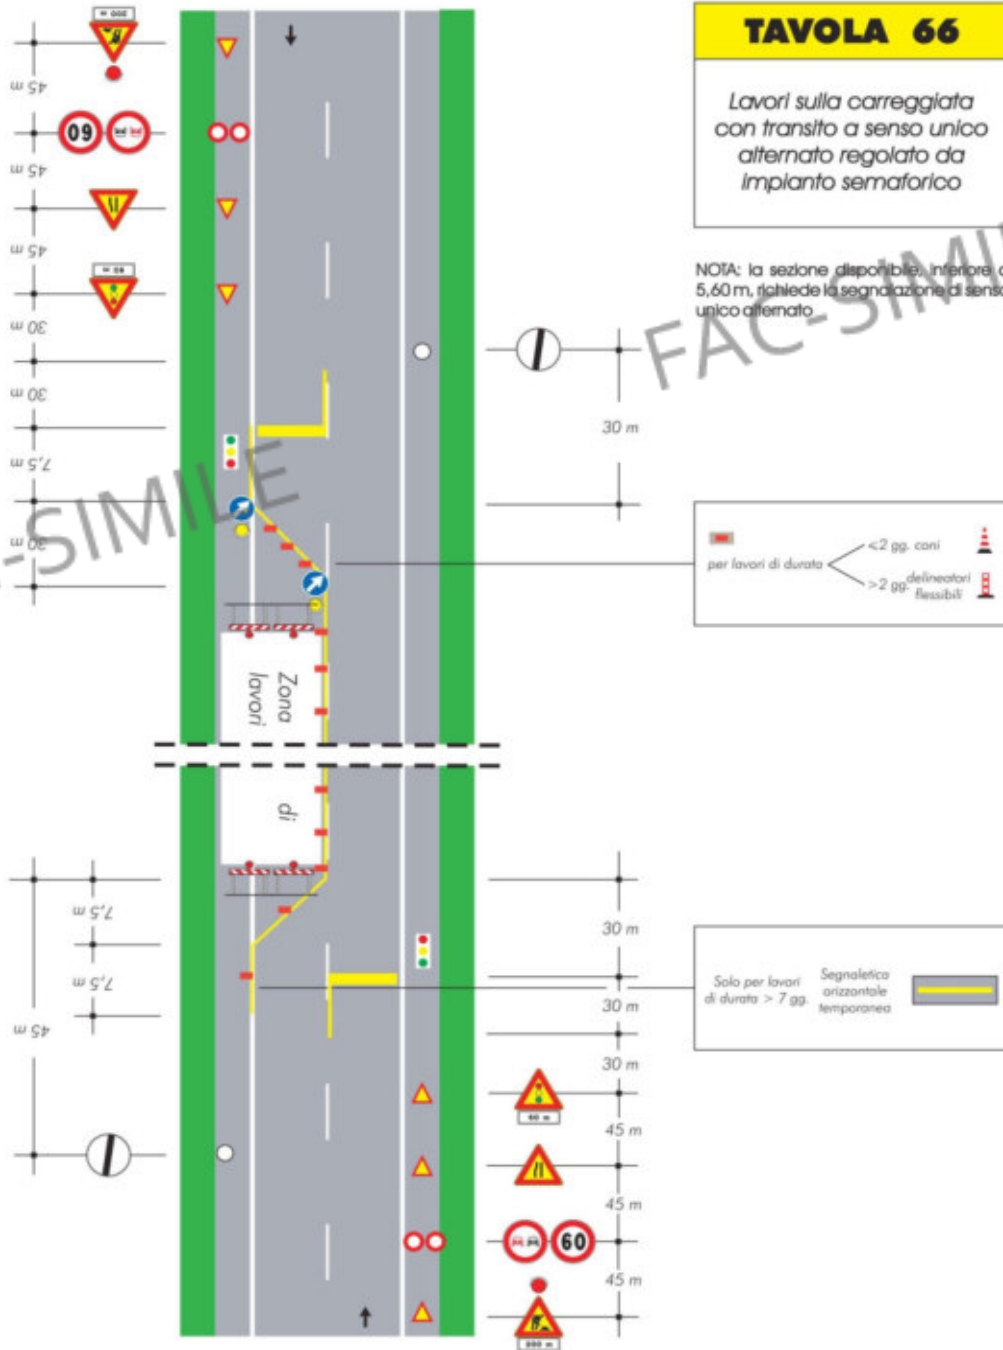 TAVOLA 66
Lavori sulla carreggiata
con transito a senso unico
alternato regolato da
impianto semaforico
NOTA: la sezione disponibile, inferiore a
5,60 m, richiede la segnalazione di senso
unico alternato
FAC-SIMILE
FAC-SIMILE
45 m
60
45 m
45 m
30 m
30 m
7,5 m
30 m
30 m
per lavori di durata
<2 gg. coni
>2 gg. delineatori
flessibili
Zona
lavori
di
7,5 m
7,5 m
45 m
30 m
30 m
30 m
Solo per lavori
di durata > 7 gg.
Segnaletica
orizzontale
temporanea
60 m
45 m
45 m
60
45 m